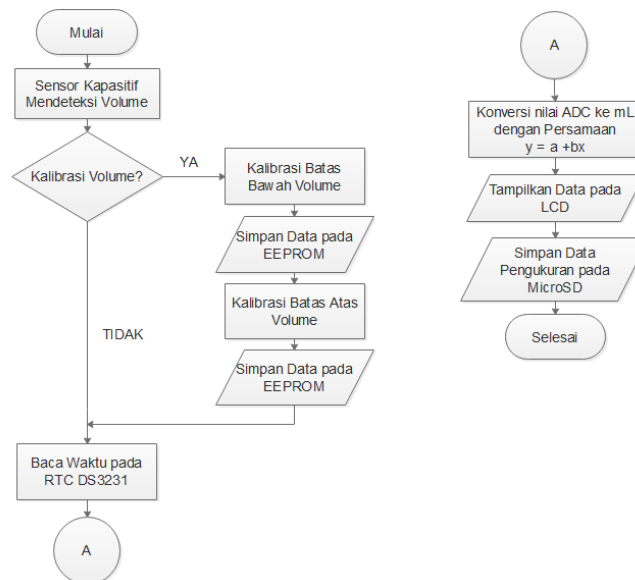 Mulai
Sensor Kapasitif
Mendeteksi Volume
Kalibrasi Volume?
YA
Kalibrasi Batas
Bawah Volume
Simpan Data pada
EEPROM
Kalibrasi Batas Atas
Volume
Simpan Data pada
EEPROM
TIDAK
Baca Waktu pada
RTC DS3231
A
A
Konversi nilai ADC ke mL
dengan Persamaan
y = a +bx
Tampilkan Data pada
LCD
Simpan Data
Pengukuran pada
MicroSD
Selesai